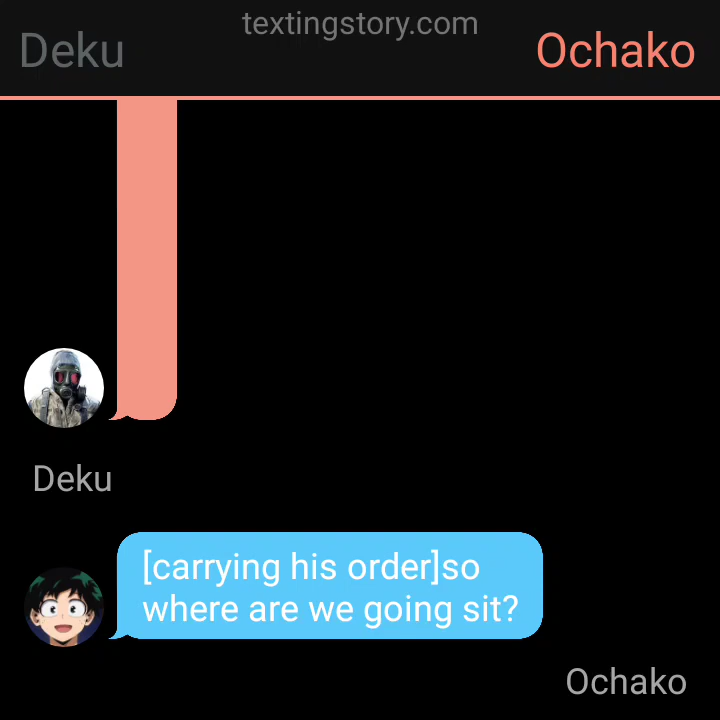 textingstory.com
Deku
Ochako
Deku
[carrying his order]so
where are we going sit?
Ochako